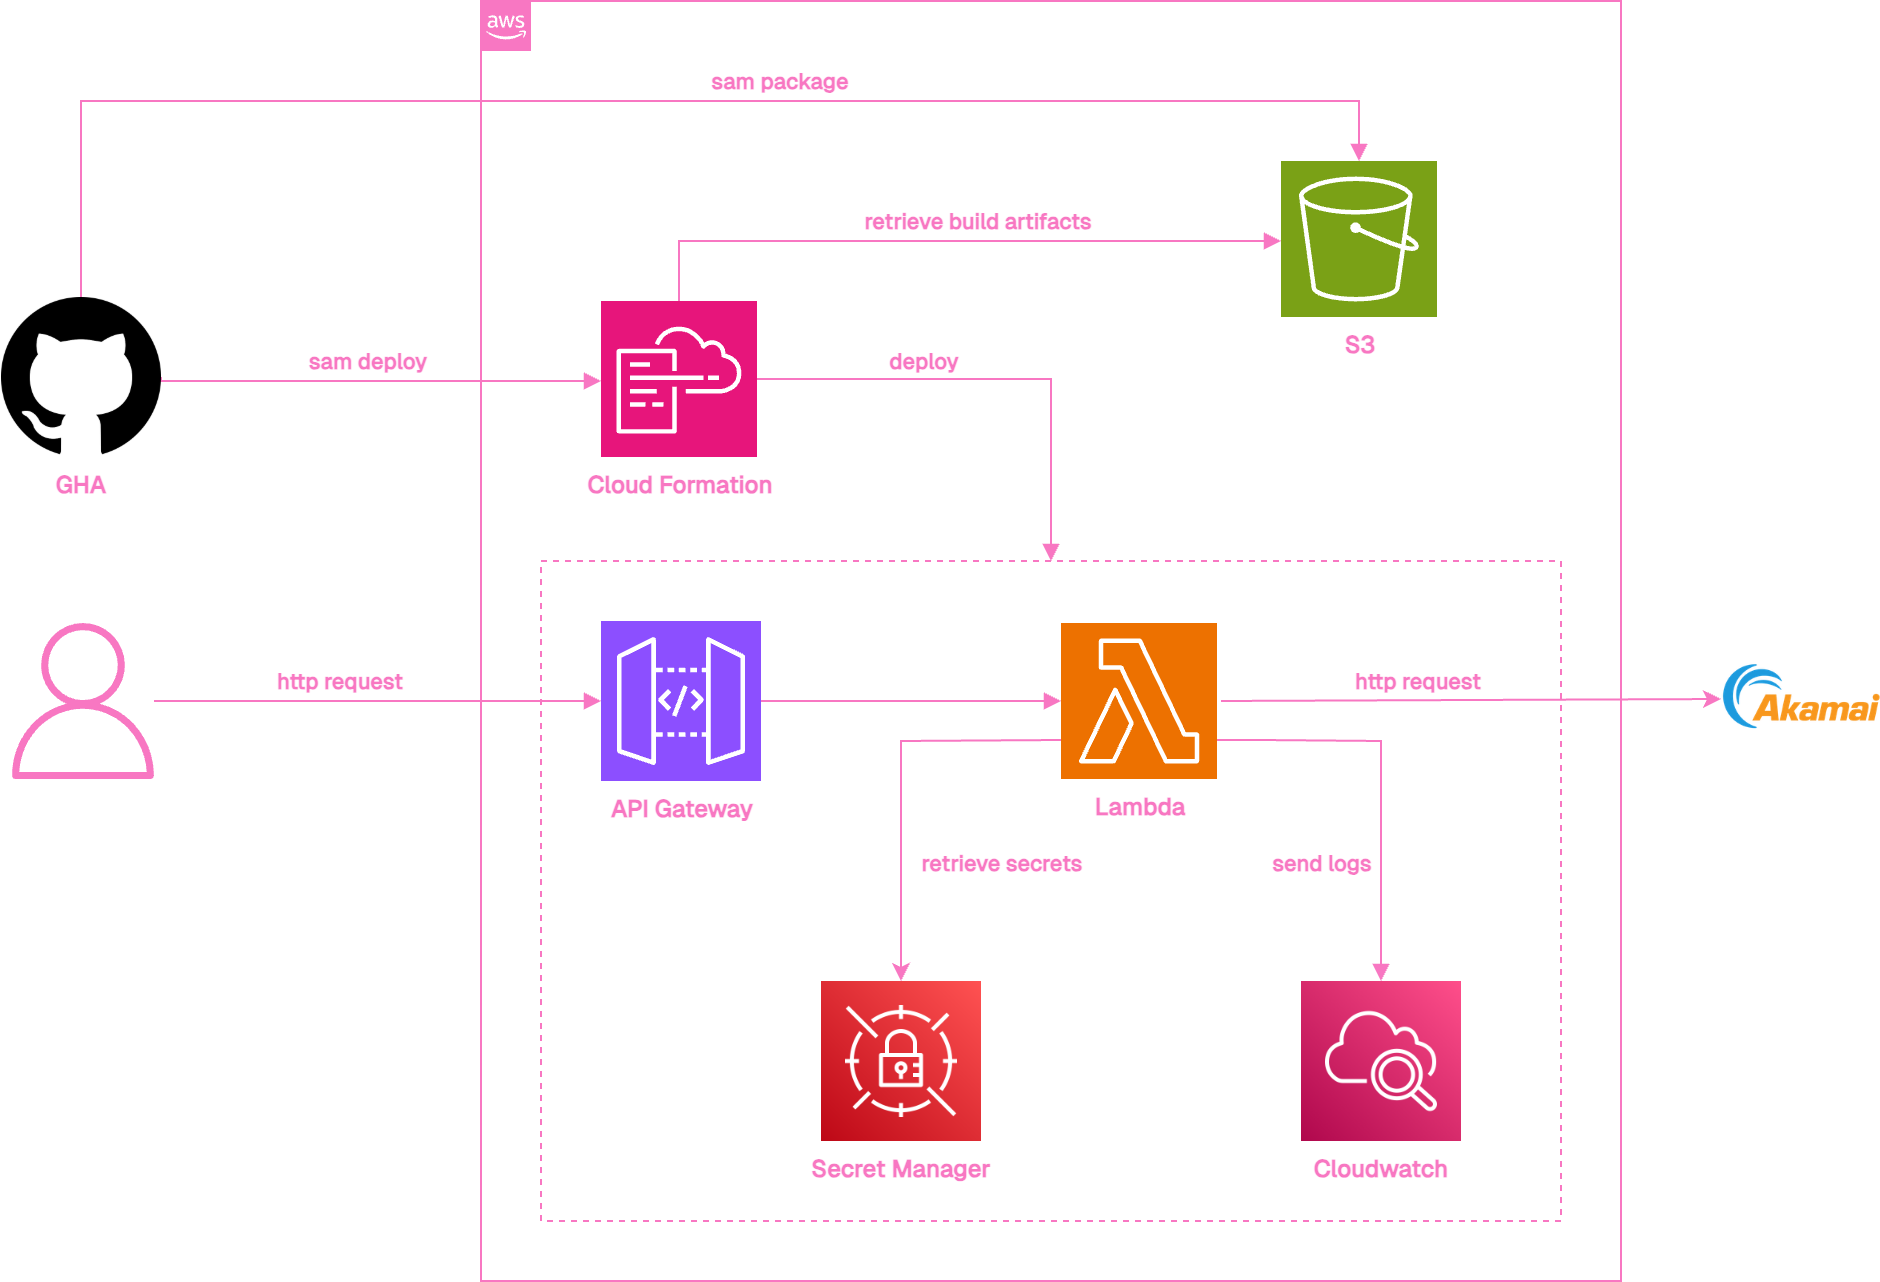 aws
sam package
retrieve build artifacts
S3
sam deploy
deploy
GHA
Cloud Formation
http request
http request
Akamai
API Gateway
Lambda
retrieve secrets
send logs
Secret Manager
Cloudwatch